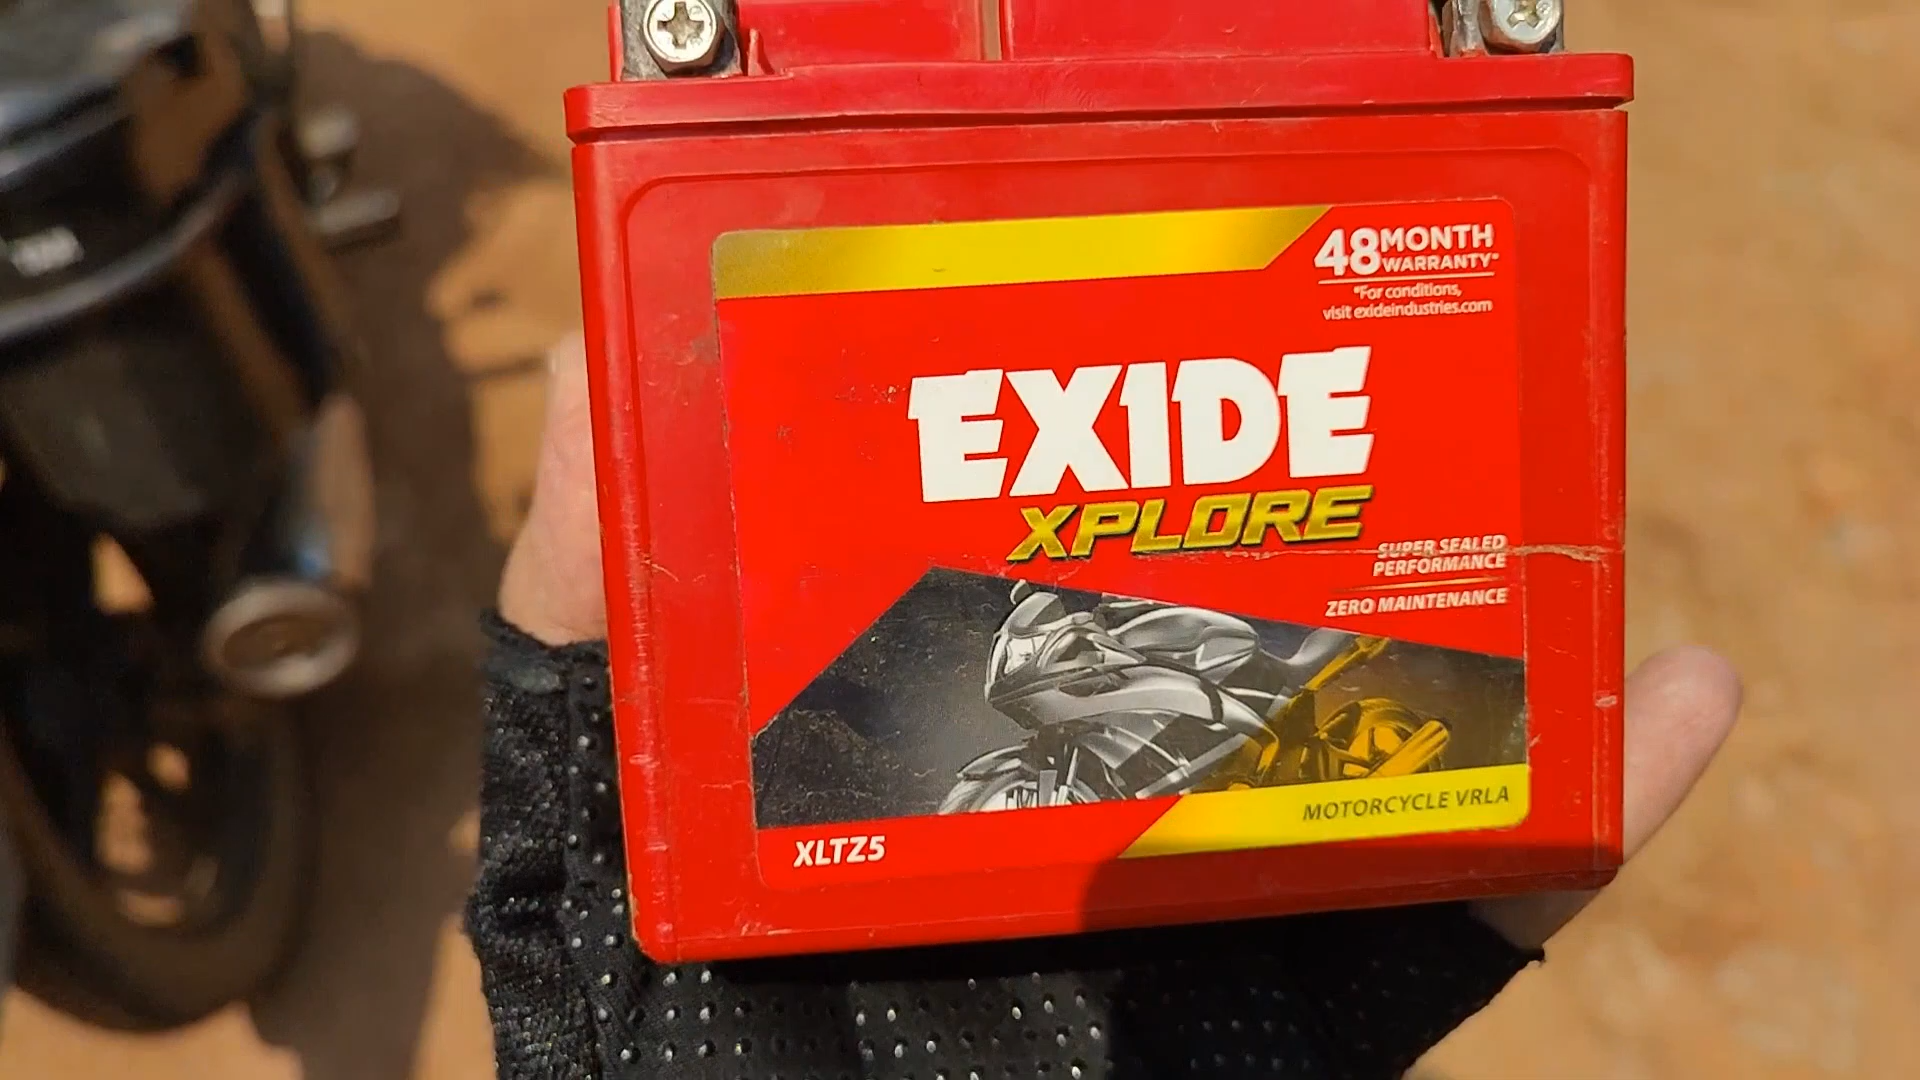 48 MONTH
WARRANTY*
*For conditions,
visit exideindustries.com
EXIDE
XPLORE
SUPER SEALED
PERFORMANCE
ZERO MAINTENANCE
MOTORCYCLE VRLA
XLTZ5